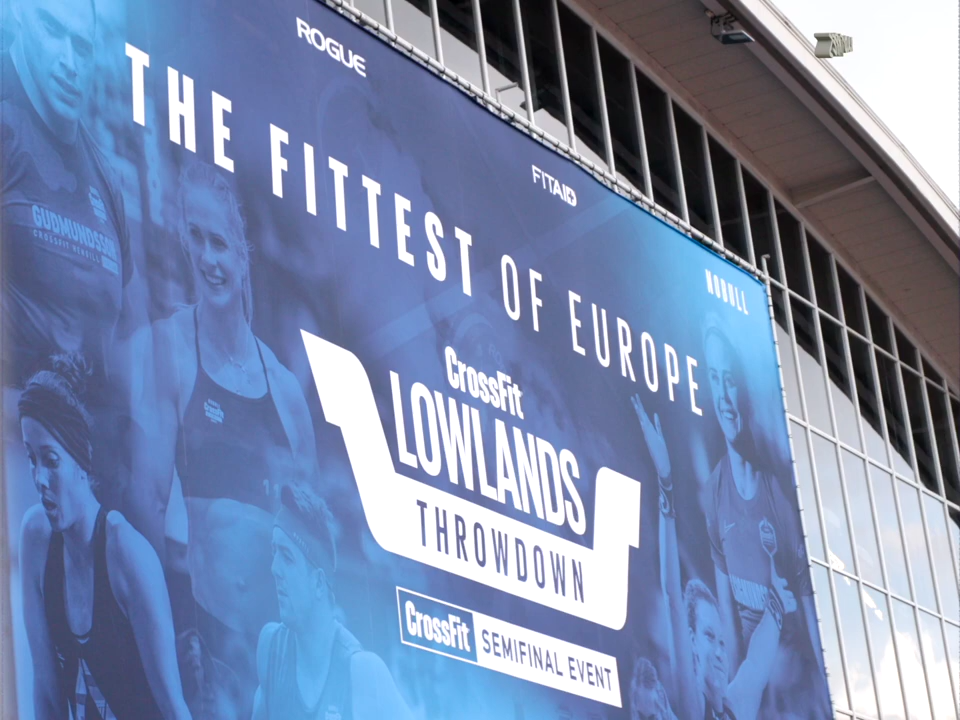 ROGUE
FITAID
NOBULL
THE FITTEST OF EUROPE
GUDMUNDSSON
CrossFit
LOWLANDS
THROWDOWN
CrossFit SEMIFINAL EVENT